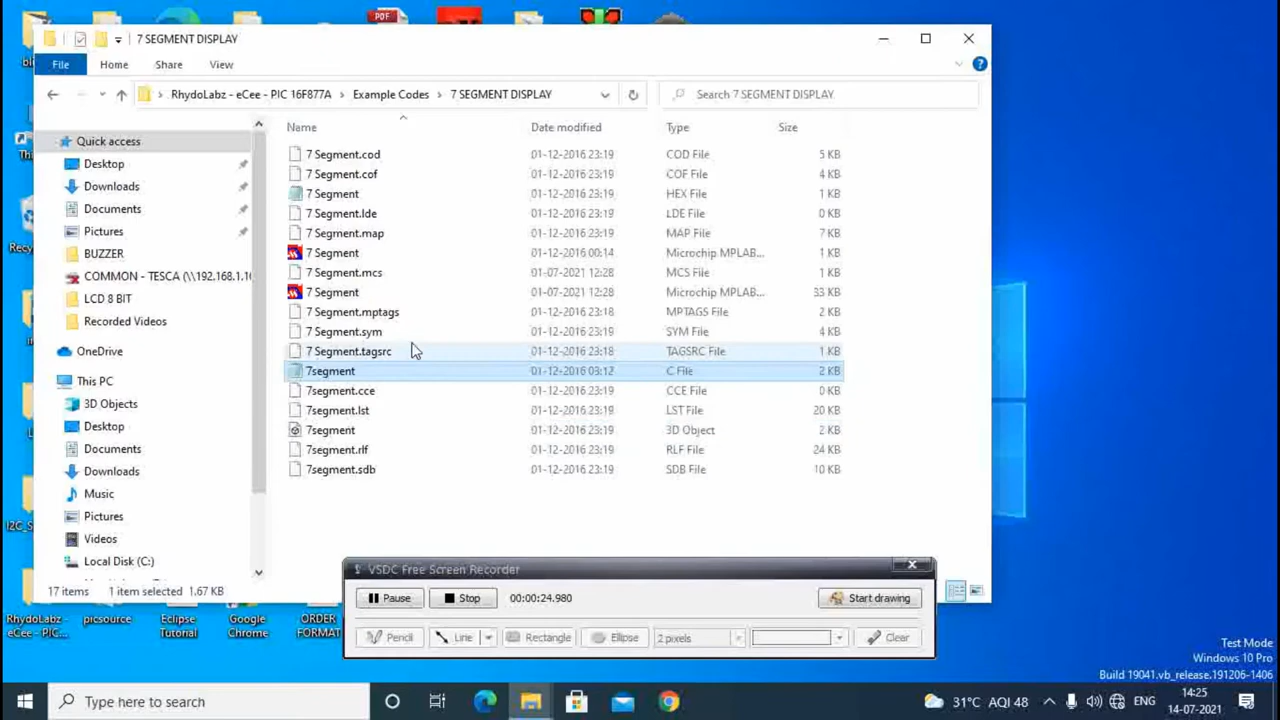 PDF
7 SEGMENT DISPLAY
File Home Share View
RhydoLabz - eCee - PIC 16F877A Example Codes 7 SEGMENT DISPLAY
Search 7 SEGMENT DISPLAY
Name Date modified Type Size
Quick access
Desktop
Downloads
Documents
Pictures
BUZZER
COMMON - TESCA (\\192.168.1.10
LCD 8 BIT
Recorded Videos
OneDrive
This PC
3D Objects
Desktop
Documents
Downloads
Music
Pictures
Videos
Local Disk (C:)
7 Segment.cod 01-12-2016 23:19 COD File 5 KB
7 Segment.cof 01-12-2016 23:19 COF File 4 KB
7 Segment 01-12-2016 23:19 HEX File 1 KB
7 Segment.lde 01-12-2016 23:19 LDE File 0 KB
7 Segment.map 01-12-2016 23:19 MAP File 7 KB
7 Segment 01-12-2016 00:14 Microchip MPLAB... 1 KB
7 Segment.mcs 01-07-2021 12:28 MCS File 1 KB
7 Segment 01-07-2021 12:28 Microchip MPLAB... 33 KB
7 Segment.mptags 01-12-2016 23:18 MPTAGS File 2 KB
7 Segment.sym 01-12-2016 23:19 SYM File 4 KB
7 Segment.tagsrc 01-12-2016 23:18 TAGSRC File 1 KB
7segment 01-12-2016 03:12 C File 2 KB
7segment.cce 01-12-2016 23:19 CCE File 0 KB
7segment.lst 01-12-2016 23:19 LST File 20 KB
7segment 01-12-2016 23:19 3D Object 2 KB
7segment.rlf 01-12-2016 23:19 RLF File 24 KB
7segment.sdb 01-12-2016 23:19 SDB File 10 KB
17 items 1 item selected 1.67 KB
VSDC Free Screen Recorder
Pause Stop 00:00:24.980 Start drawing
Pencil Line Rectangle Ellipse 2 pixels Clear
RhydoLabz - picsource Eclipse Google ORDER
eCee - PIC... Tutorial Chrome FORMAT
Test Mode
Windows 10 Pro
Build 19041.vb_release.191206-1406
Type here to search
31°C AQI 48 ENG
14:25
14-07-2021